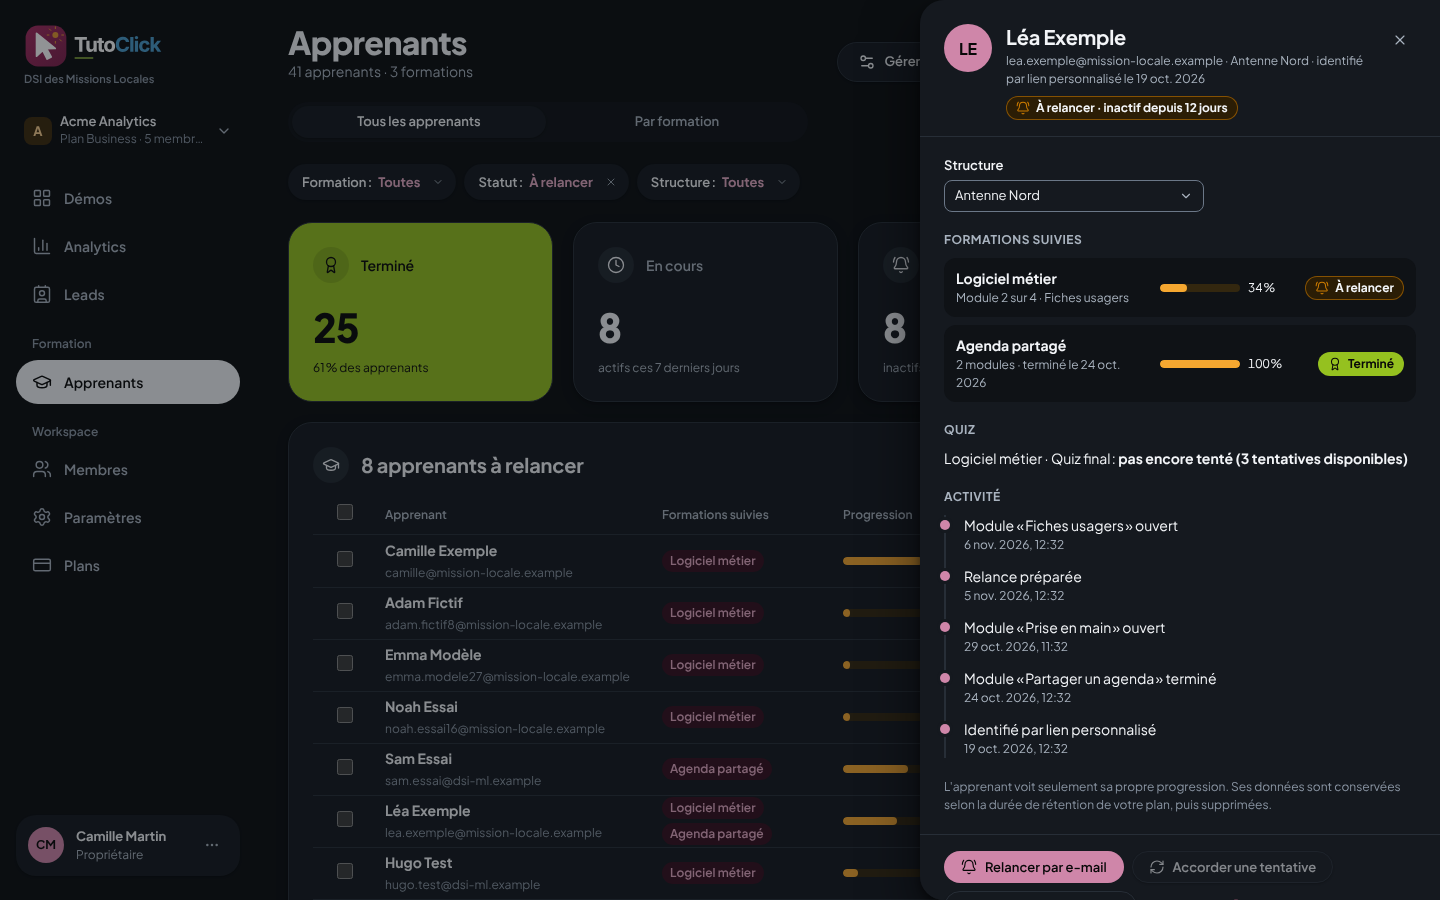 TutoClick
DSI des Missions Locales
A
Acme Analytics
Plan Business · 5 membr...
Démos
Analytics
Leads
Formation
Apprenants
Workspace
Membres
Paramètres
Plans
CM
Camille Martin
Propriétaire
Apprenants
41 apprenants · 3 formations
Gérer
Tous les apprenants
Par formation
Formation : Toutes
Statut : À relancer
Structure : Toutes
Terminé
25
61 % des apprenants
En cours
8
actifs ces 7 derniers jours
8
inactif
8 apprenants à relancer
Apprenant
Formations suivies
Progression
Camille Exemple
camille@mission-locale.example
Logiciel métier
Adam Fictif
adam.fictif8@mission-locale.example
Logiciel métier
Emma Modèle
emma.modele27@mission-locale.example
Logiciel métier
Noah Essai
noah.essai16@mission-locale.example
Logiciel métier
Sam Essai
sam.essai@dsi-ml.example
Agenda partagé
Léa Exemple
lea.exemple@mission-locale.example
Logiciel métier
Agenda partagé
Hugo Test
hugo.test@dsi-ml.example
Logiciel métier
LE
Léa Exemple
lea.exemple@mission-locale.example · Antenne Nord · identifié
par lien personnalisé le 19 oct. 2026
À relancer · inactif depuis 12 jours
Structure
Antenne Nord
FORMATIONS SUIVIES
Logiciel métier
Module 2 sur 4 · Fiches usagers
34 %
À relancer
Agenda partagé
2 modules · terminé le 24 oct.
2026
100 %
Terminé
QUIZ
Logiciel métier · Quiz final : pas encore tenté (3 tentatives disponibles)
ACTIVITÉ
Module « Fiches usagers » ouvert
6 nov. 2026, 12:32
Relance préparée
5 nov. 2026, 12:32
Module « Prise en main » ouvert
29 oct. 2026, 11:32
Module « Partager un agenda » terminé
24 oct. 2026, 12:32
Identifié par lien personnalisé
19 oct. 2026, 12:32
L'apprenant voit seulement sa propre progression. Ses données sont conservées
selon la durée de rétention de votre plan, puis supprimées.
Relancer par e-mail
Accorder une tentative